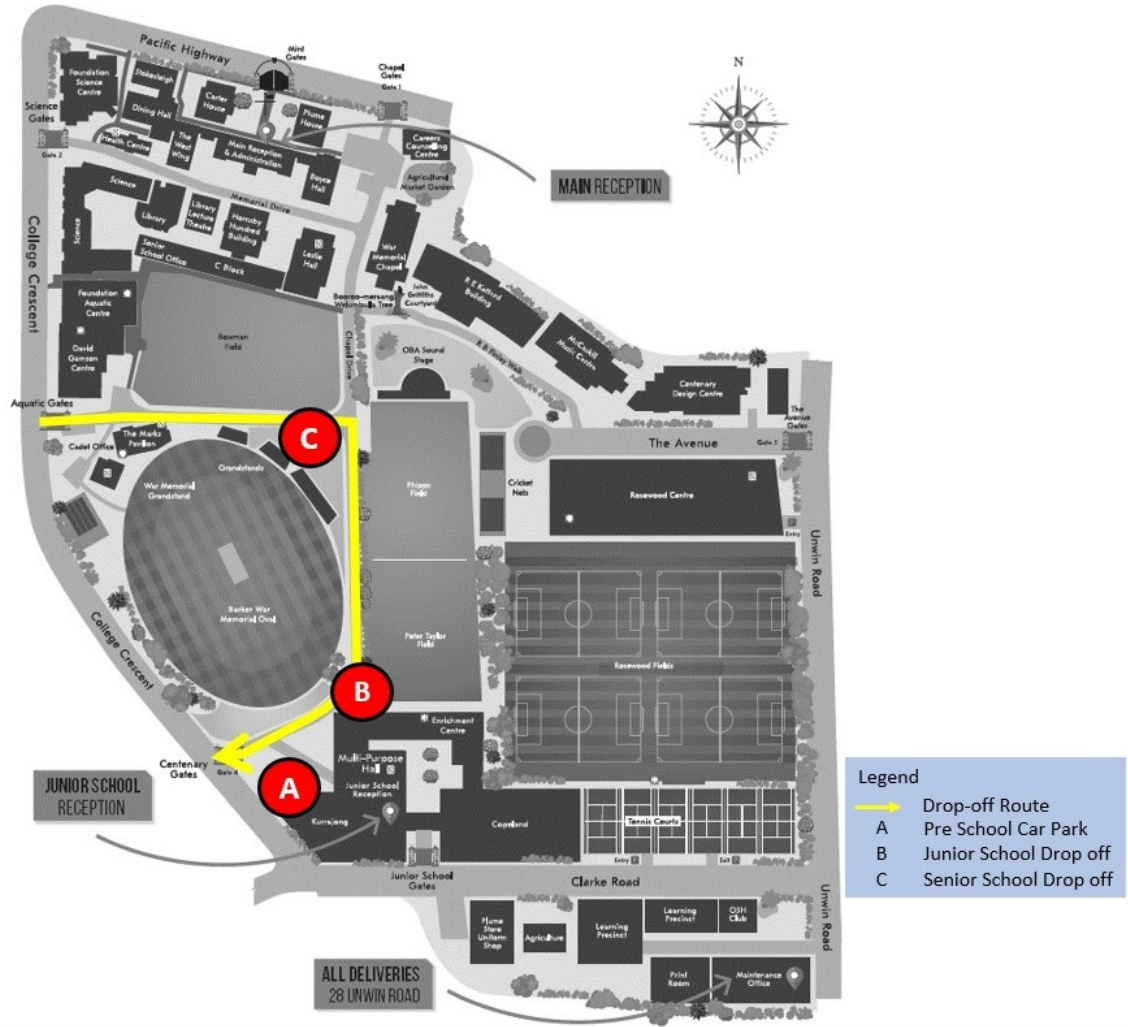 Pacific Highway
Mint
Gates
Chapel
Gates
Gate 1
N
Foundation
Science
Centre
Stokesleigh
Dining Hall
Carter
House
Plume
House
Science
Gates
Gate 2
Health Centre
The
West
Wing
Main Reception
& Administration
Boyce
Hall
Careers
Counselling
Centre
Agricultural
Market Garden
MAIN RECEPTION
Science
Library
Library
Lecture
Theatre
Memorial Drive
Hornsby
Hundred
Building
Leslie
Hall
War
Memorial
Chapel
College Crescent
Science
Senior
School Office
C Block
R E Kefford
Building
John
Griffiths
Courtyard
McCaskill
Music Centre
Foundation
Aquatic
Centre
David
Gamson
Centre
Bowman
Field
Chapel Drive
OBA Sound
Stage
R B Finlay Walk
Centenary
Design Centre
The
Avenue
Gates
Gate 5
The Avenue
Aquatic Gates
Cadet Office
The Marks
Pavilion
C
Grandstands
War Memorial
Grandstand
Phipps
Field
Cricket
Nets
Rosewood Centre
Entry
Unwin Road
Barker War
Memorial Oval
College Crescent
Peter Taylor
Field
Rosewood Fields
B
Enrichment
Centre
Centenary
Gates
Gate 4
A
Multi-Purpose
Hall
Junior School
Reception
Kurrajong
Copeland
Tennis Courts
JUNIOR SCHOOL
RECEPTION
Junior School
Gates
Entry
Exit
Clarke Road
Unwin Road
Legend
Drop-off Route
A Pre School Car Park
B Junior School Drop off
C Senior School Drop off
Plume
Store
Uniform
Shop
Agriculture
Learning
Precinct
Learning
Precinct
OSH
Club
Print
Room
Maintenance
Office
ALL DELIVERIES
28 UNWIN ROAD